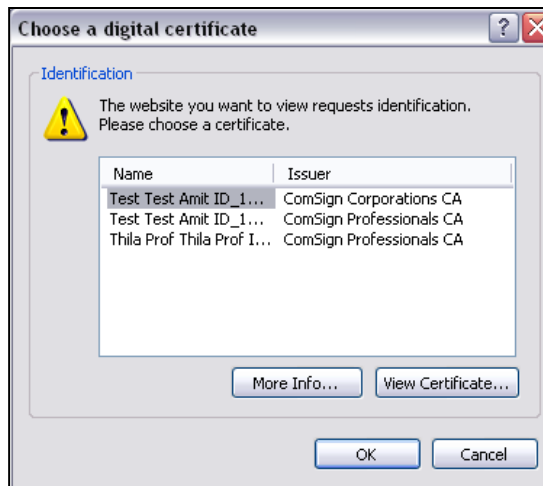 Choose a digital certificate
Identification
The website you want to view requests identification.
Please choose a certificate.
Name Issuer
Test Test Amit ID_1... ComSign Corporations CA
Test Test Amit ID_1... ComSign Professionals CA
Thila Prof Thila Prof I... ComSign Professionals CA
More Info... View Certificate...
OK Cancel